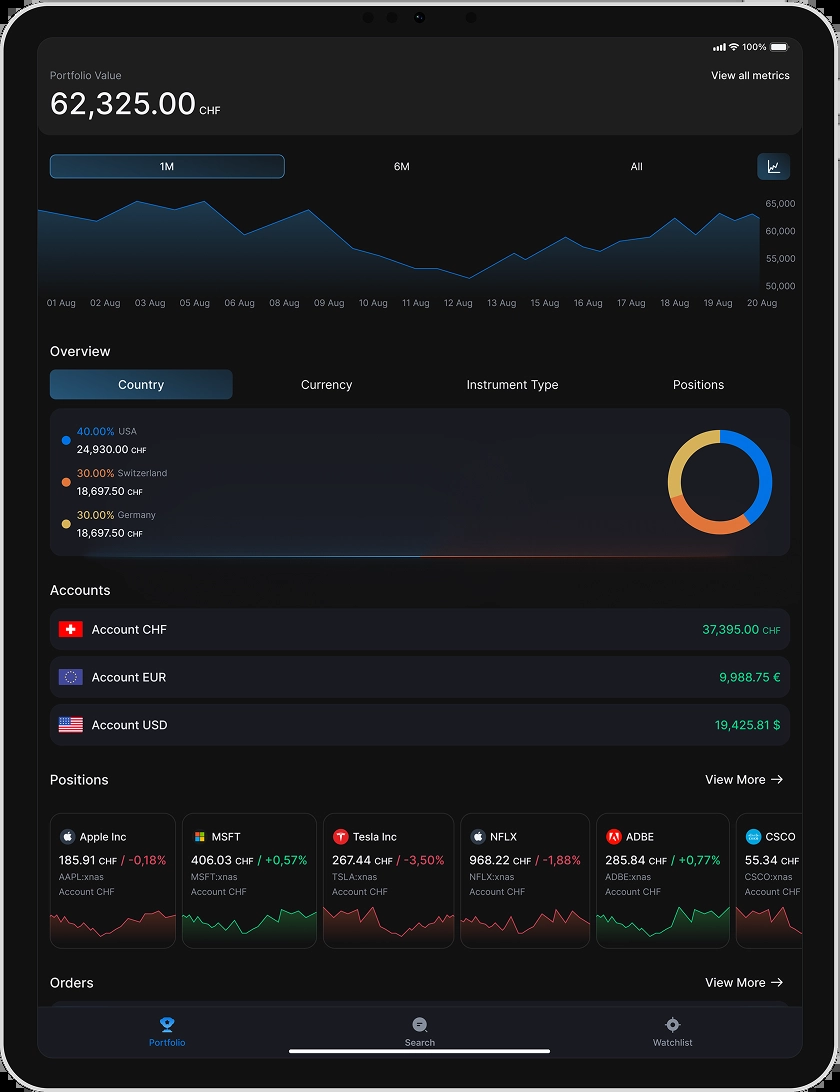 100%
Portfolio Value
View all metrics
62,325.00 CHF
1M 6M All
65,000
60,000
55,000
50,000
01 Aug 02 Aug 03 Aug 05 Aug 06 Aug 08 Aug 09 Aug 10 Aug 11 Aug 12 Aug 13 Aug 15 Aug 16 Aug 17 Aug 18 Aug 19 Aug 20 Aug
Overview
Country Currency Instrument Type Positions
40.00% USA
24,930.00 CHF
30.00% Switzerland
18,697.50 CHF
30.00% Germany
18,697.50 CHF
Accounts
Account CHF 37,395.00 CHF
Account EUR 9,988.75 €
Account USD 19,425.81 $
Positions View More →
Apple Inc
185.91 CHF / -0,18%
AAPL:xnas
Account CHF
MSFT
406.03 CHF / +0,57%
MSFT:xnas
Account CHF
Tesla Inc
267.44 CHF / -3,50%
TSLA:xnas
Account CHF
NFLX
968.22 CHF / -1,88%
NFLX:xnas
Account CHF
ADBE
285.84 CHF / +0,77%
ADBE:xnas
Account CHF
CSCO
55.34 CHF
CSCO:xnas
Account CHF
Orders View More →
Portfolio Search Watchlist